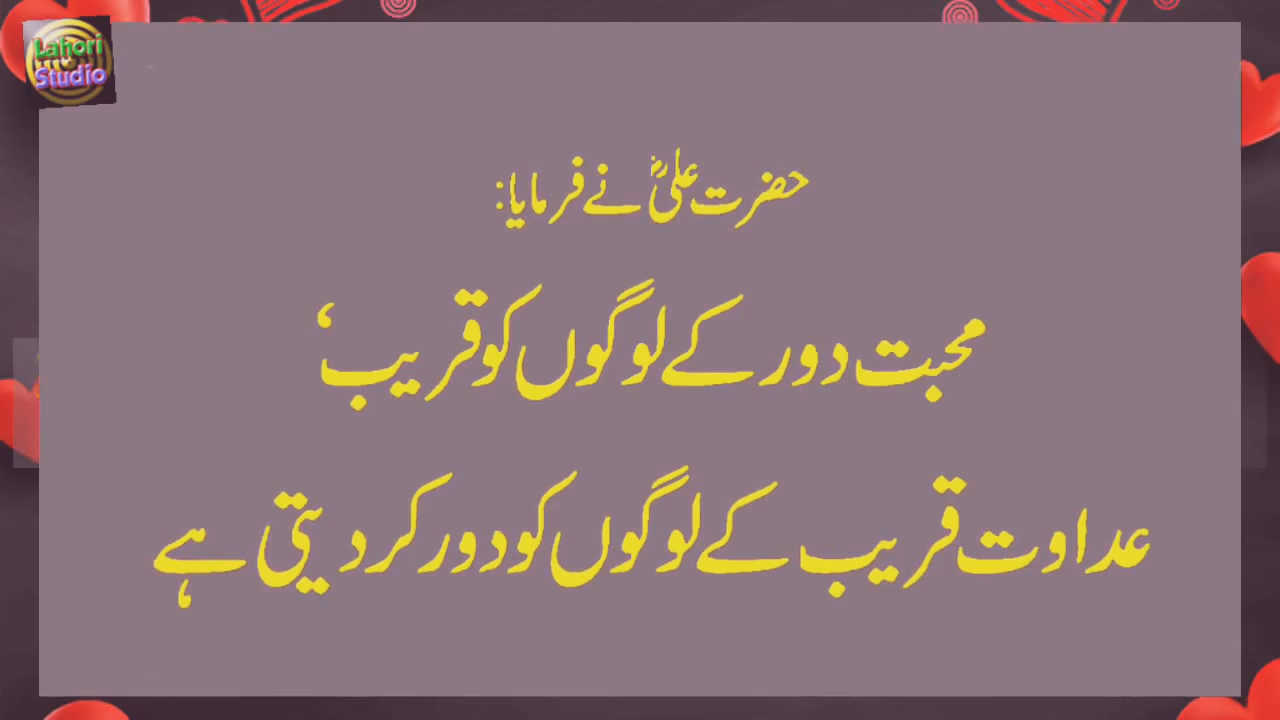 Lahori
Studio
حضرت علیؓ نے فرمایا:
محبت دور کے لوگوں کو قریب‘
عداوت قریب کے لوگوں کو دور کر دیتی ہے